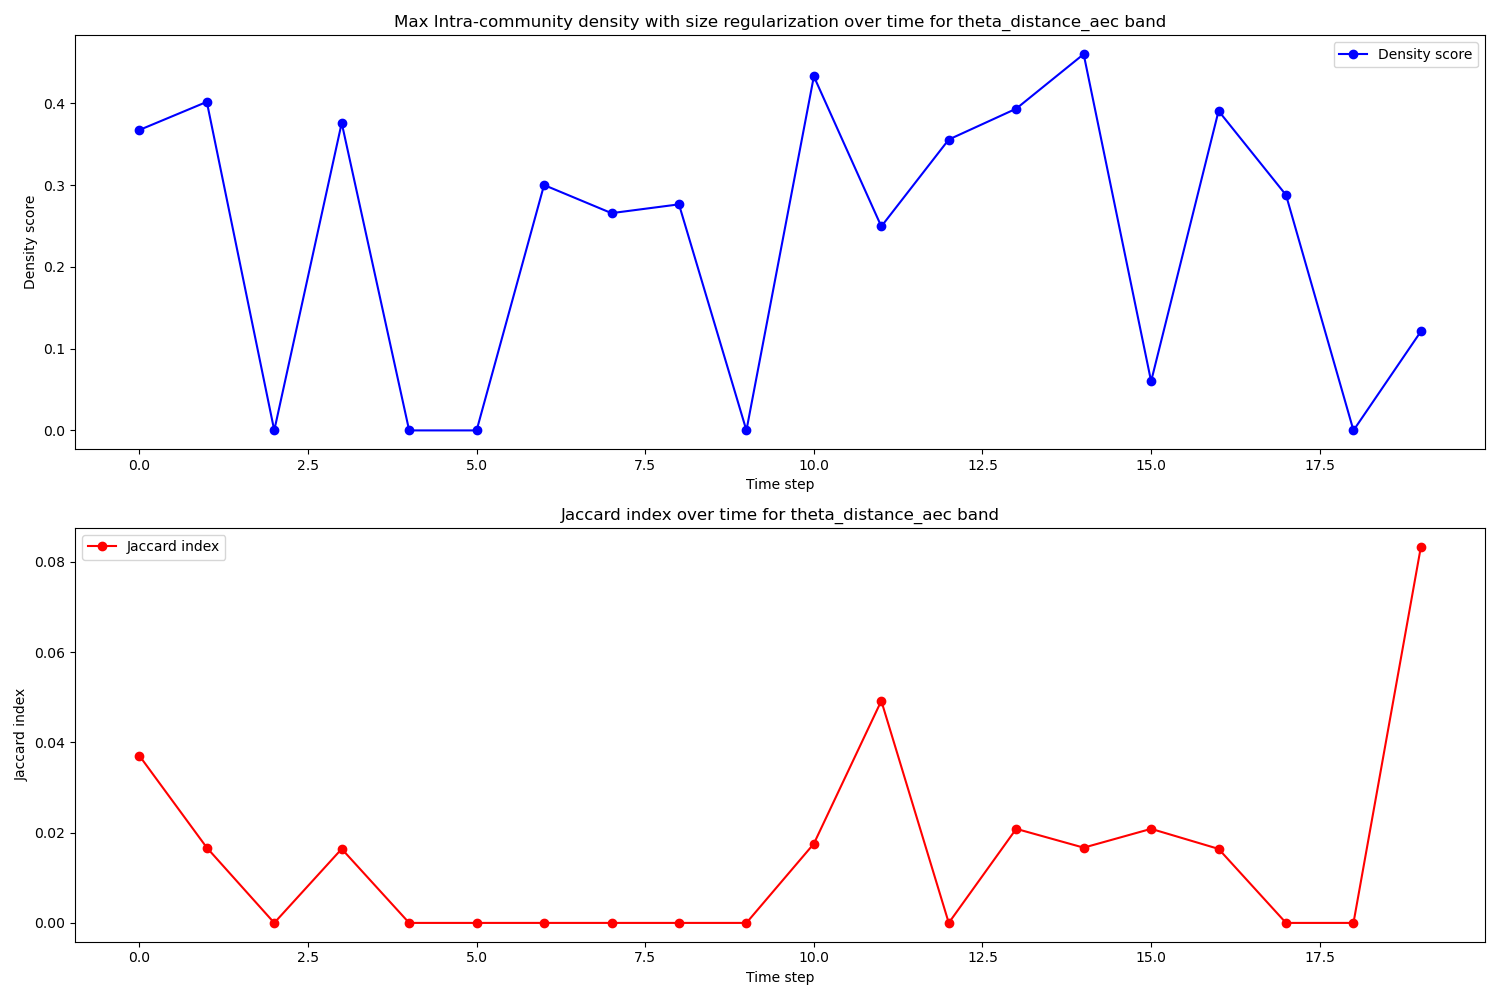 Max Intra-community density with size regularization over time for theta_distance_aec band
Density score
Density score
0.4
0.3
0.2
0.1
0.0
0.0 2.5 5.0 7.5 10.0 12.5 15.0 17.5
Time step
Jaccard index over time for theta_distance_aec band
Jaccard index
Jaccard index
0.08
0.06
0.04
0.02
0.00
0.0 2.5 5.0 7.5 10.0 12.5 15.0 17.5
Time step